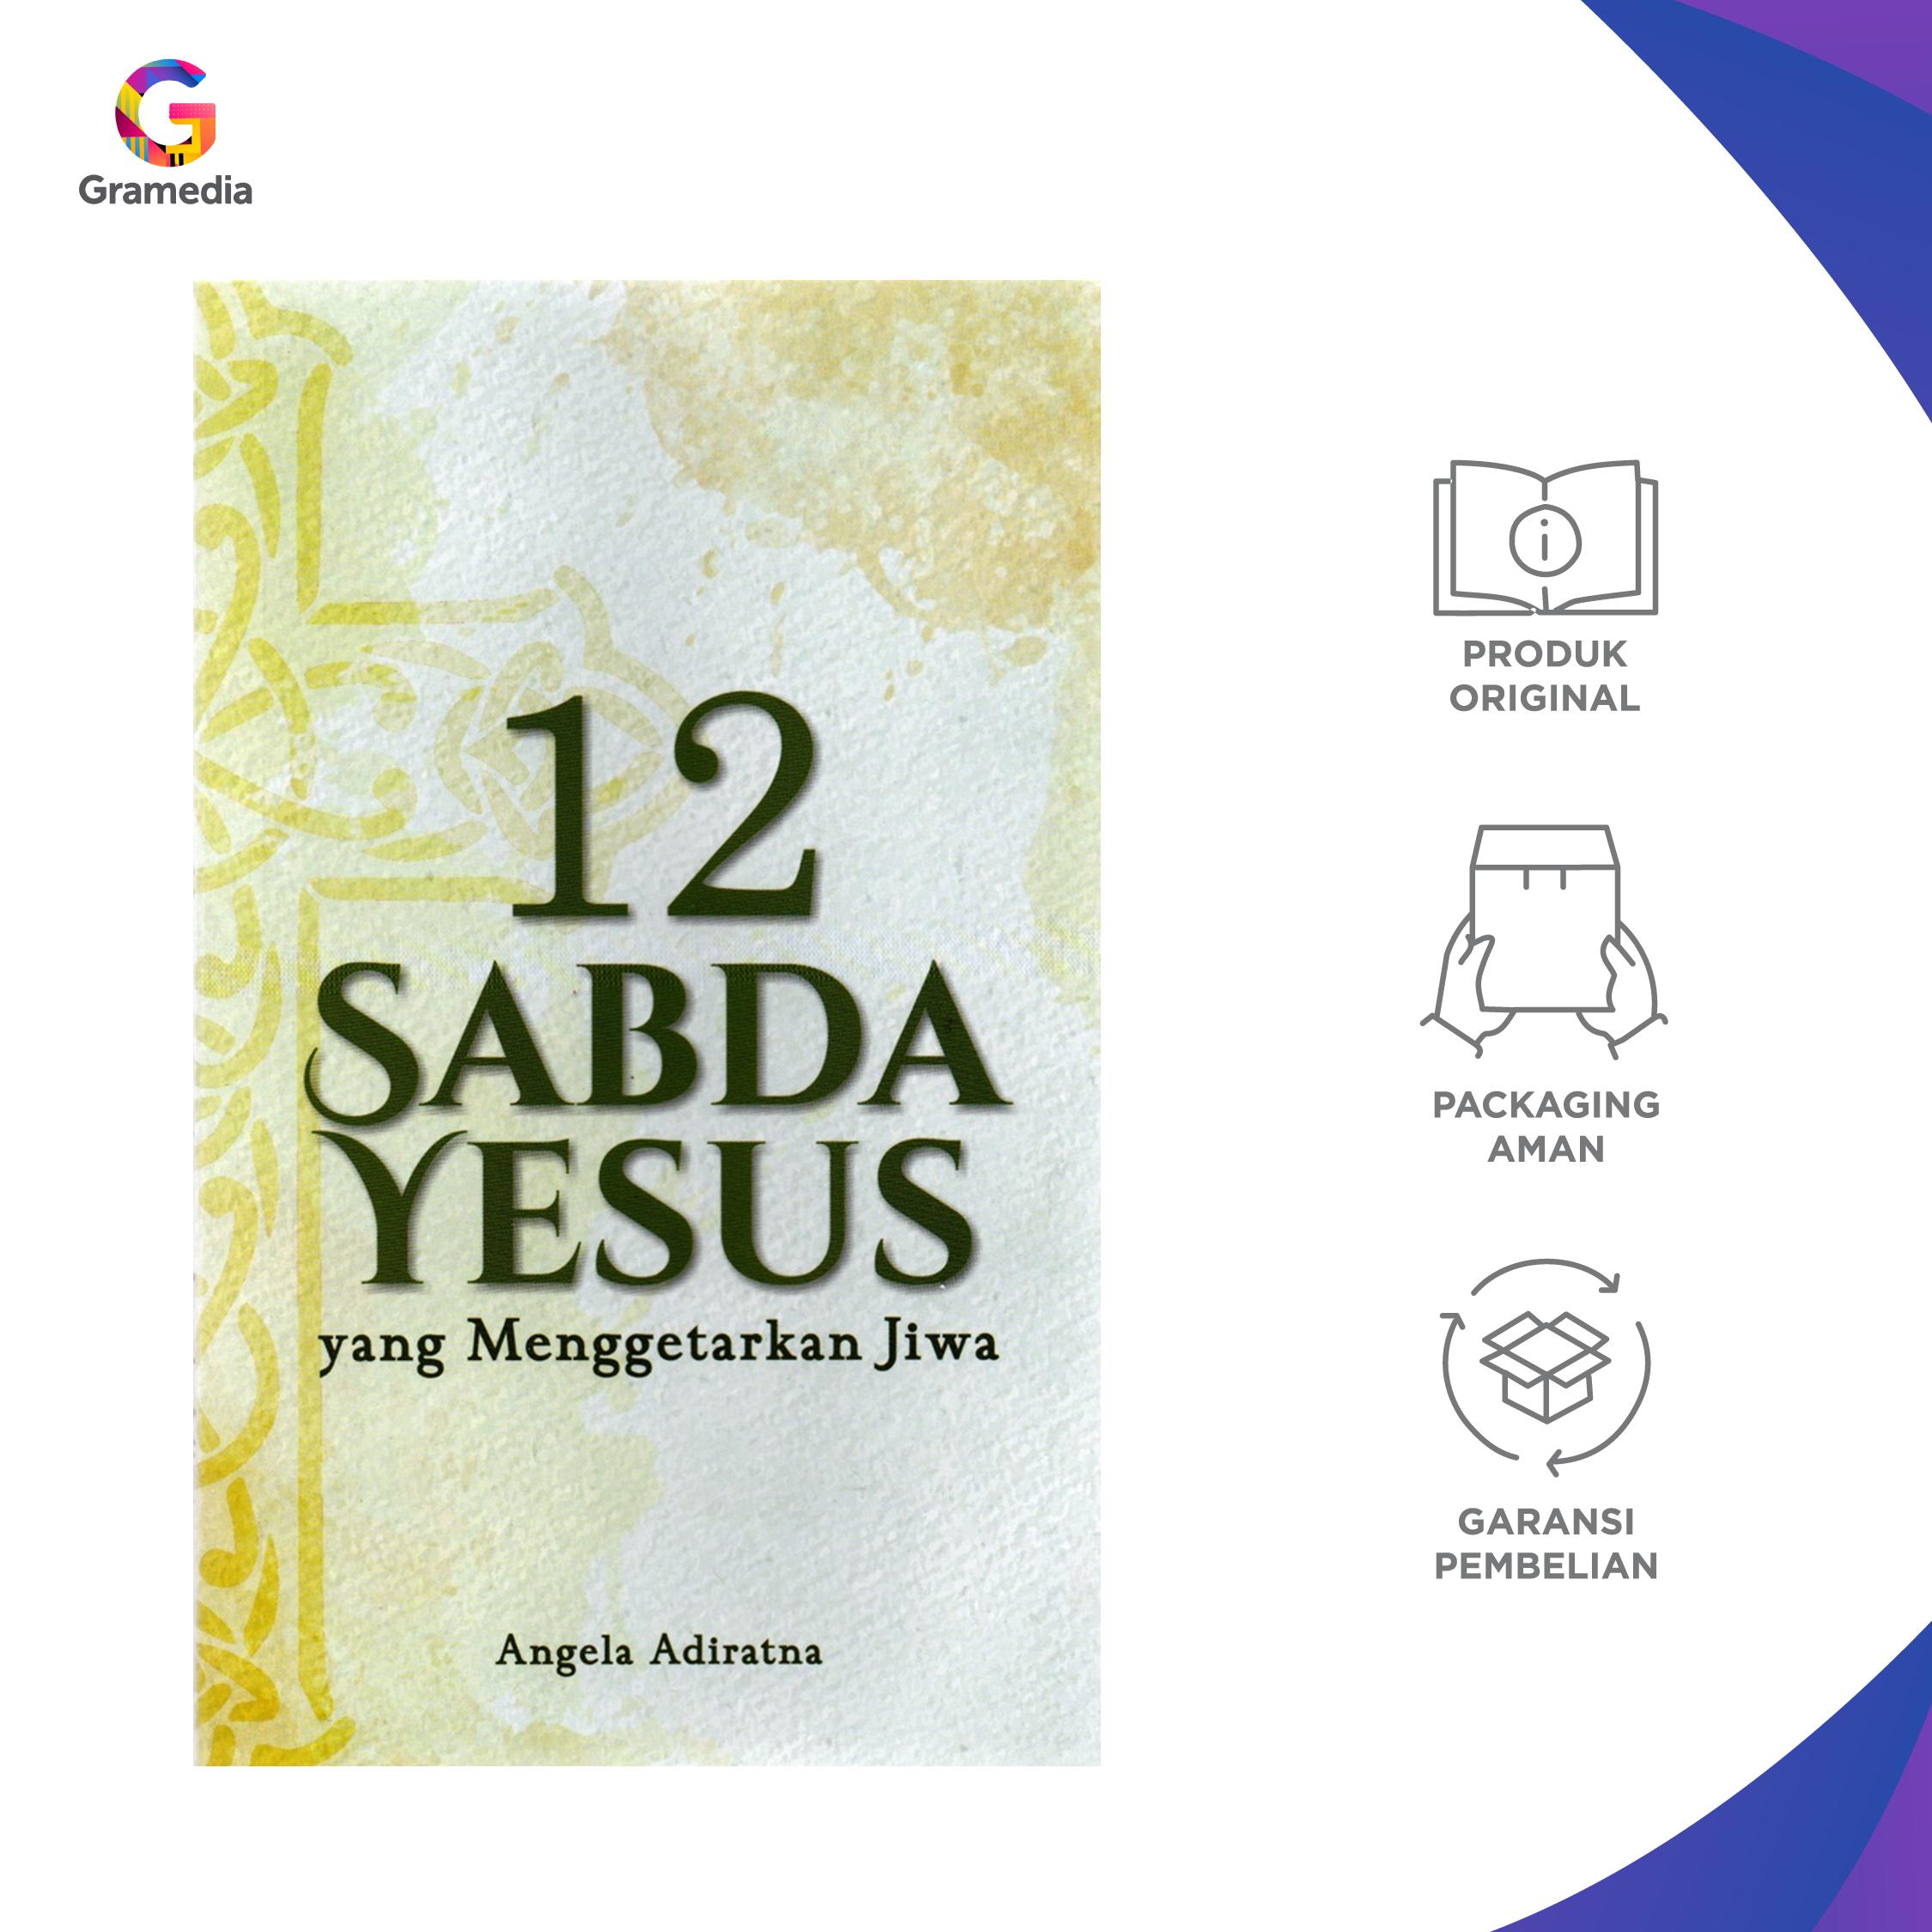 Gramedia
12
SABDA
YESUS
yang Menggetarkan Jiwa
Angela Adiratna
PRODUK
ORIGINAL
PACKAGING
AMAN
GARANSI
PEMBELIAN